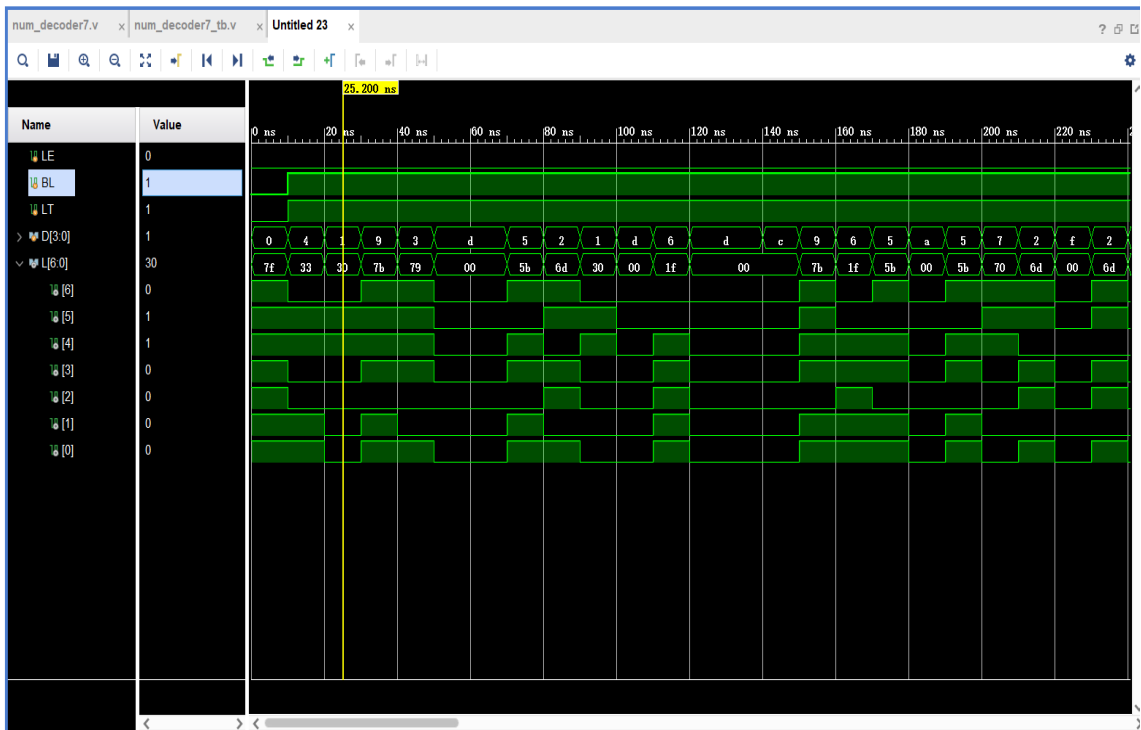 num_decoder7.v x num_decoder7_tb.v x Untitled 23 x ?
25.200 ns
Name Value
0 ns 20 ns 40 ns 60 ns 80 ns 100 ns 120 ns 140 ns 160 ns 180 ns 200 ns 220 ns
LE 0
BL 1
LT 1
D[3:0] 1 0 4 1 9 3 d 5 2 1 d 6 d c 9 6 5 a 5 7 2 f 2
L[6:0] 30 7f 33 30 7b 79 00 5b 6d 30 00 1f 00 7b 1f 5b 00 5b 70 6d 00 6d
[6] 0
[5] 1
[4] 1
[3] 0
[2] 0
[1] 0
[0] 0